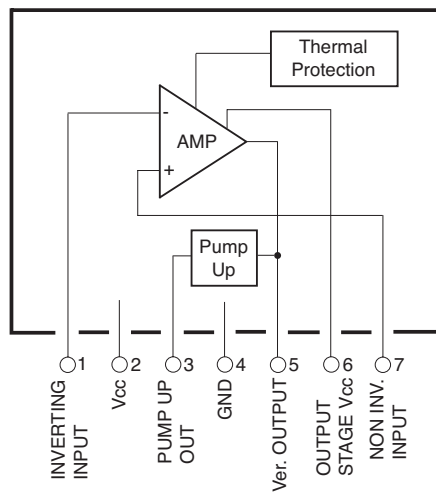 Thermal
Protection
-
AMP
+
Pump
Up
1
2
3
4
5
6
7
INVERTING
INPUT
Vcc
PUMP UP
OUT
GND
Ver. OUTPUT
OUTPUT
STAGE Vcc
NON INV.
INPUT